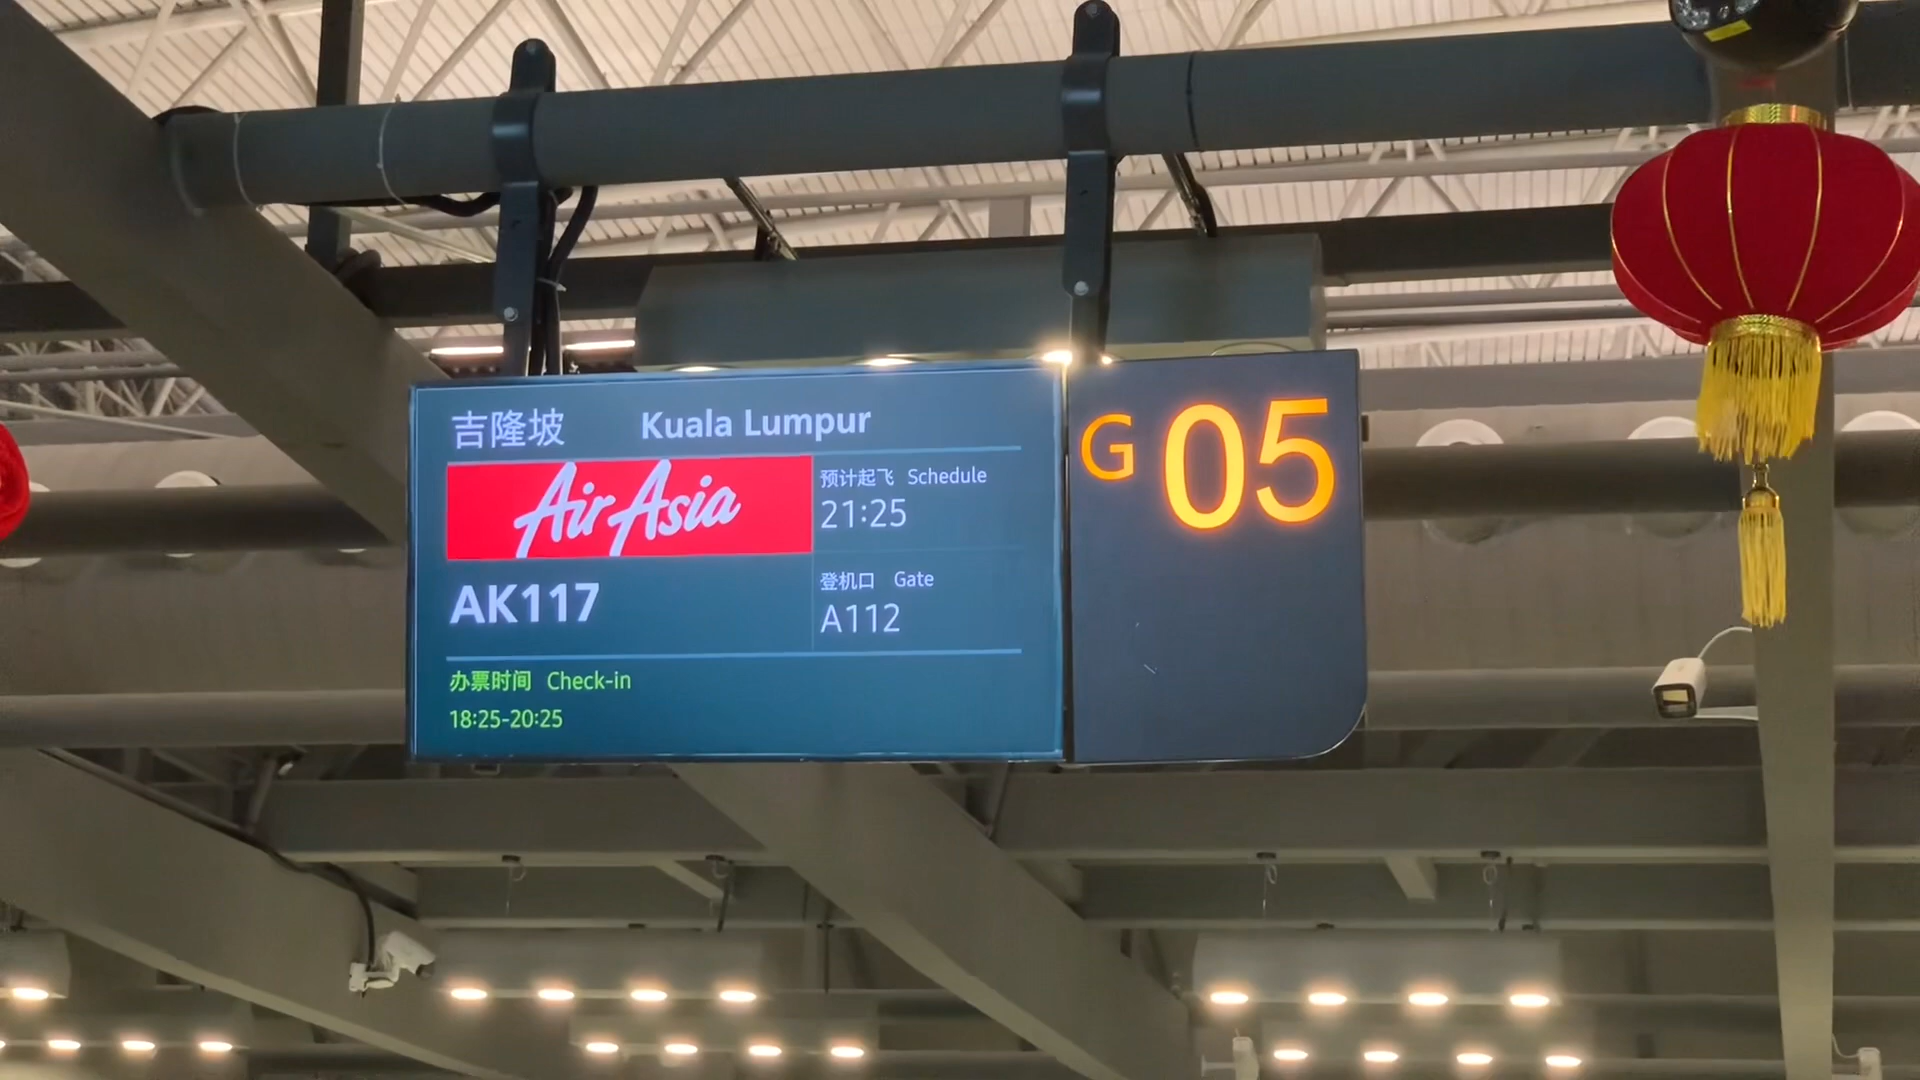 吉隆坡 Kuala Lumpur
AirAsia
预计起飞 Schedule
21:25
AK117
登机口 Gate
A112
办票时间 Check-in
18:25-20:25
G 05